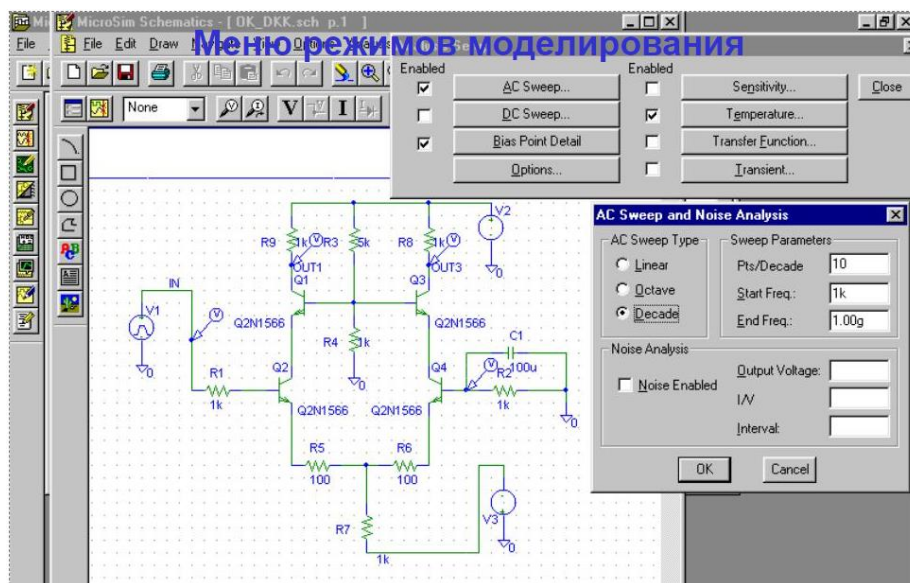 Меню режимов моделирования
MicroSim Schematics - [ OK_DKK.sch p.1 ]
File
File Edit Draw
None
V
I
Enabled
Enabled
AC Sweep...
Sensitivity...
Close
DC Sweep...
Temperature...
Bias Point Detail
Transfer Function...
Options...
Transient...
AC Sweep and Noise Analysis
AC Sweep Type
Linear
Octave
Decade
Sweep Parameters
Pts/Decade 10
Start Freq.: 1k
End Freq.: 1.00g
Noise Analysis
Noise Enabled
Output Voltage:
I/V
Interval:
OK
Cancel
V2
0
R9
1k
V
R3
5k
R8
1k
V
OUT1
OUT3
Q1
Q3
IN
V1
0
V
Q2N1566
Q2N1566
R4
1k
0
C1
100u
Q2
Q4
V
R1
1k
R2
1k
0
Q2N1566
Q2N1566
R5
100
R6
100
R7
1k
V3
0